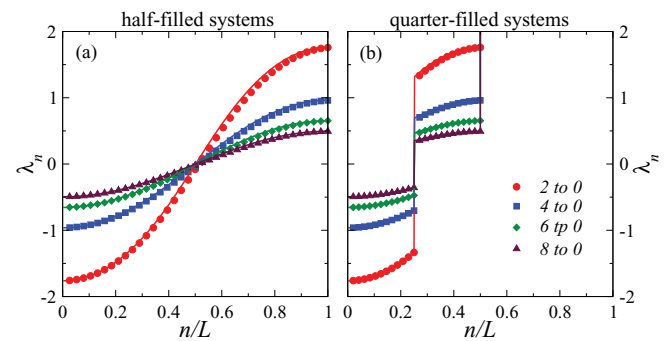 half-filled systems quarter-filled systems
(a) (b)
2 2
1 1
λn 0 0 λn
-1 -1
-2 -2
2 to 0
4 to 0
6 tp 0
8 to 0
0 0.2 0.4 0.6 0.8 1 0 0.2 0.4 0.6 0.8 1
n/L n/L